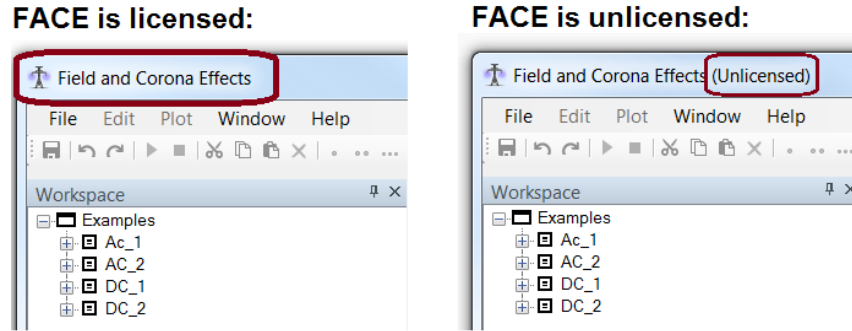 FACE is licensed:
Field and Corona Effects
File Edit Plot Window Help
Workspace
Examples
Ac_1
AC_2
DC_1
DC_2
FACE is unlicensed:
Field and Corona Effects (Unlicensed)
File Edit Plot Window Help
Workspace
Examples
Ac_1
AC_2
DC_1
DC_2